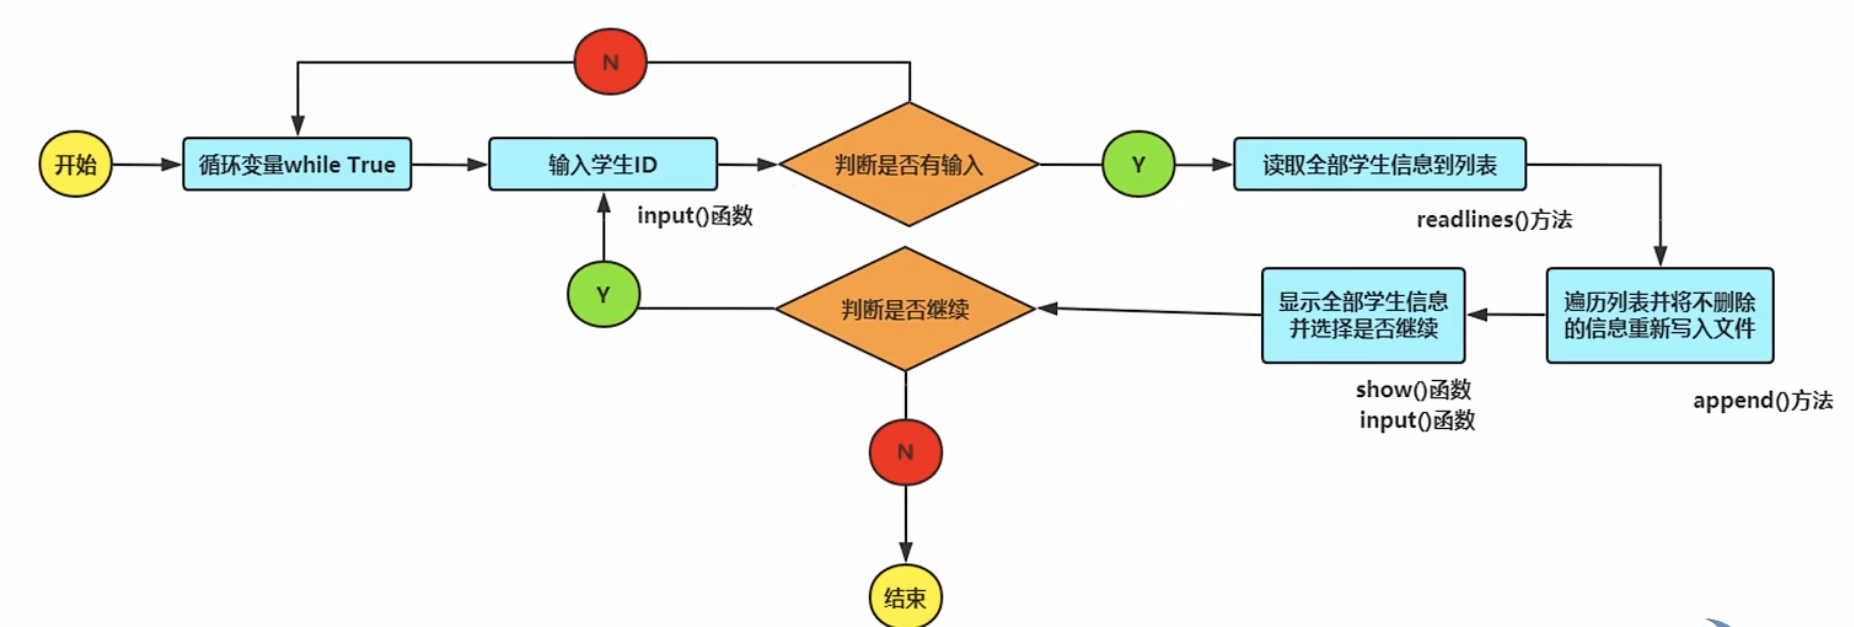 N
开始
循环变量while True
输入学生ID
判断是否有输入
Y
读取全部学生信息到列表
input()函数
readlines()方法
Y
判断是否继续
显示全部学生信息
并选择是否继续
遍历列表并将不删除
的信息重新写入文件
show()函数
input()函数
append()方法
N
结束